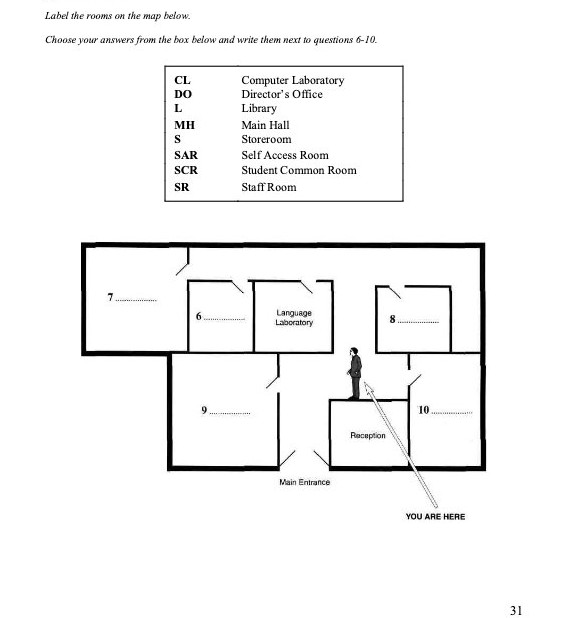 Label the rooms on the map below.
Choose your answers from the box below and write them next to questions 6-10.
CL Computer Laboratory
DO Director's Office
L Library
MH Main Hall
S Storeroom
SAR Self Access Room
SCR Student Common Room
SR Staff Room
7 ..................
6 ..................
Language
Laboratory
8 ..................
9 ..................
10 ..................
Reception
Main Entrance
YOU ARE HERE
31